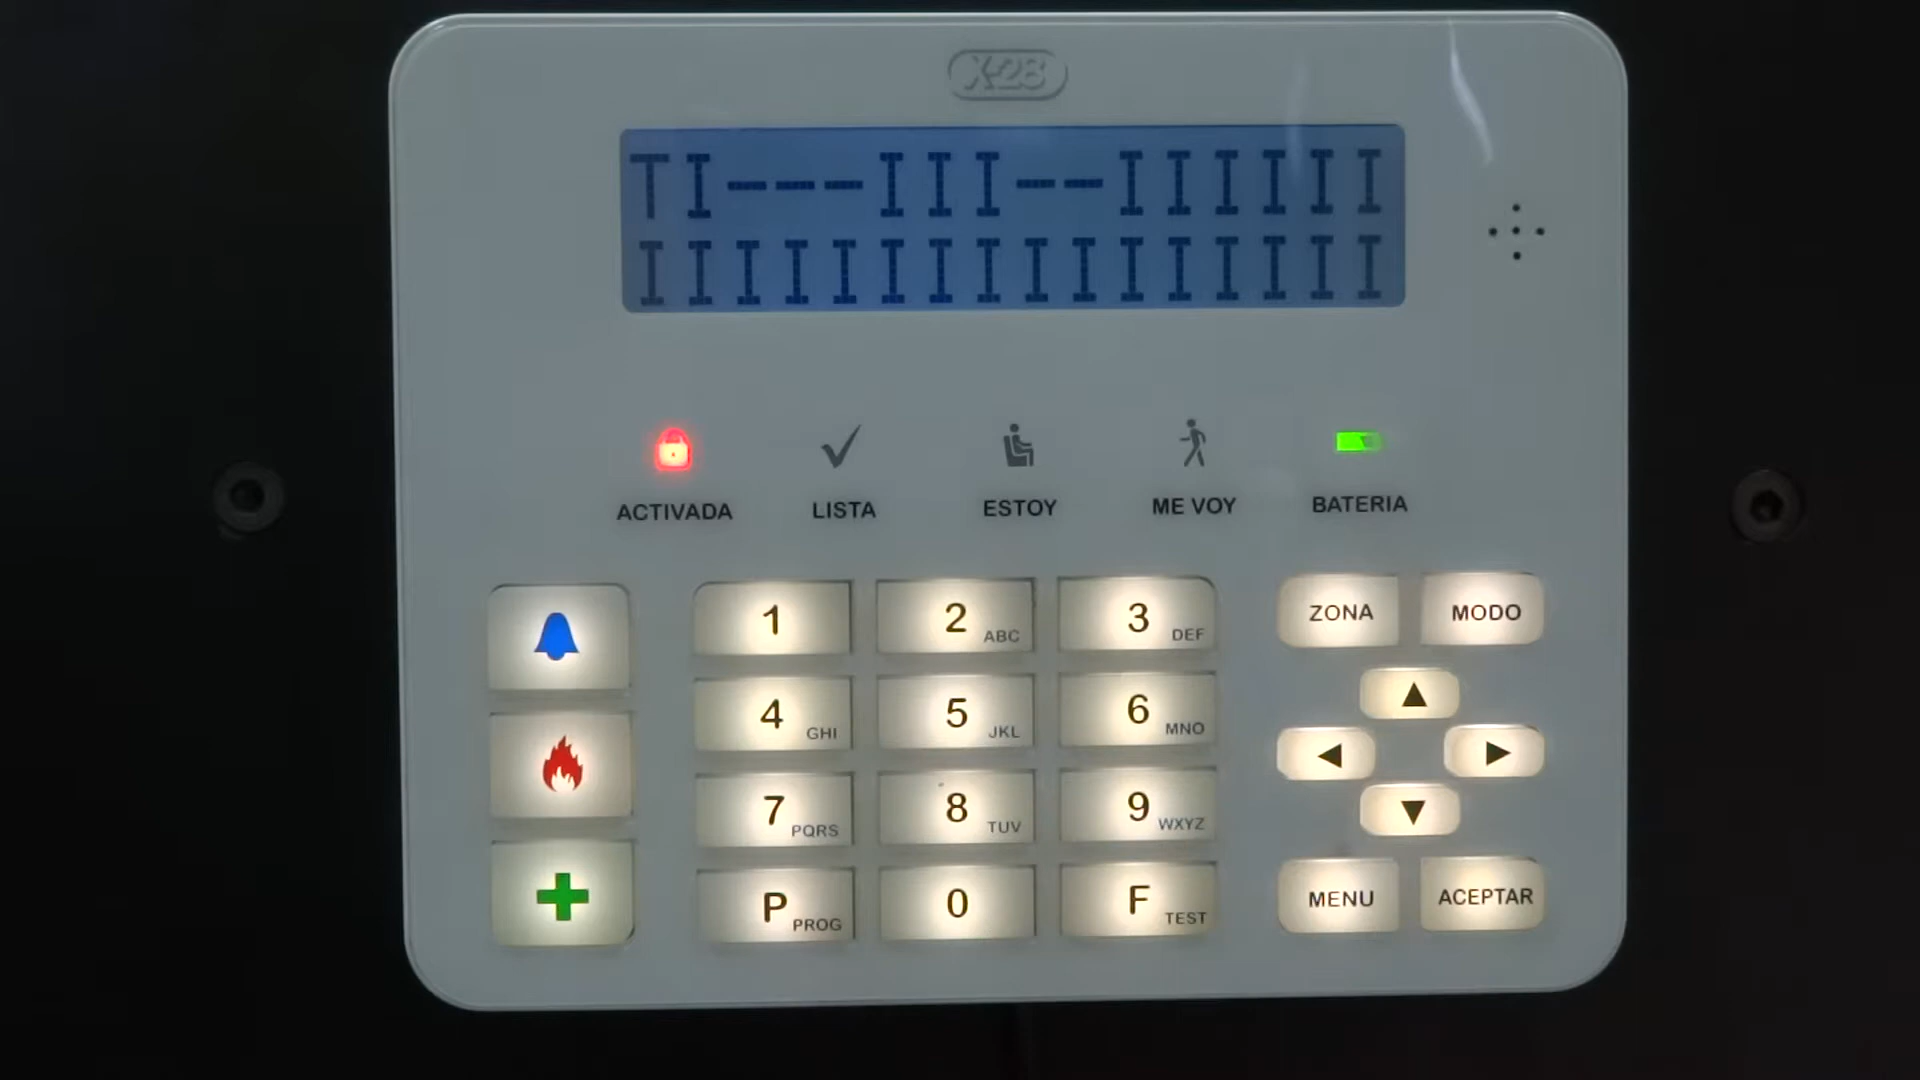 X-28
TI---III--IIIIII
IIIIIIIIIIIIIIII
ACTIVADA LISTA ESTOY ME VOY BATERIA
1 2 ABC 3 DEF ZONA MODO
4 GHI 5 JKL 6 MNO
7 PQRS 8 TUV 9 WXYZ
P PROG 0 F TEST MENU ACEPTAR